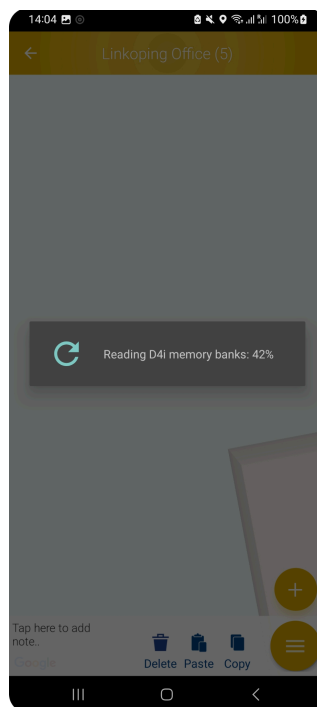 14:04
100%
Linkoping Office (5)
Reading D4i memory banks: 42%
Tap here to add
note..
Google
Delete Paste Copy